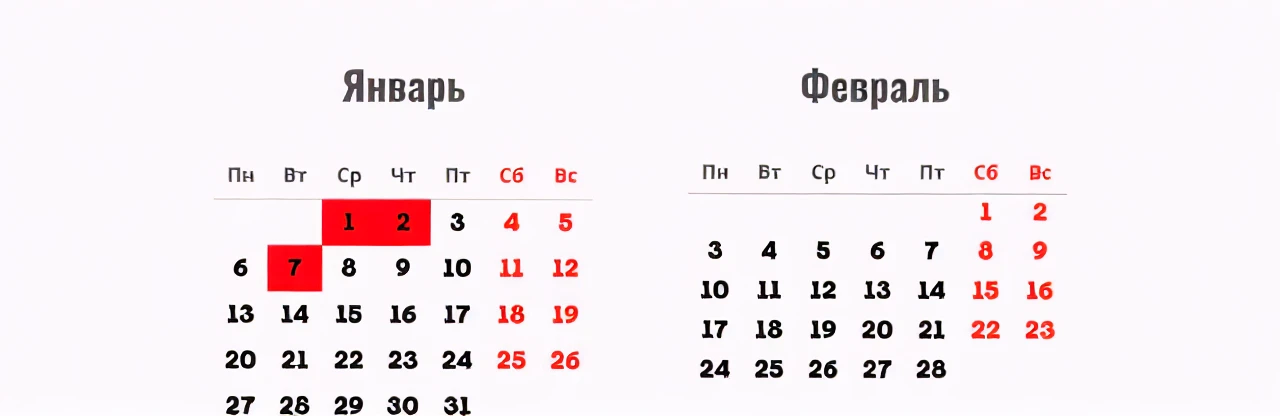 Январь
Пн Вт Ср Чт Пт Сб Вс
1 2 3 4 5
6 7 8 9 10 11 12
13 14 15 16 17 18 19
20 21 22 23 24 25 26
27 28 29 30 31
Февраль
Пн Вт Ср Чт Пт Сб Вс
1 2
3 4 5 6 7 8 9
10 11 12 13 14 15 16
17 18 19 20 21 22 23
24 25 26 27 28